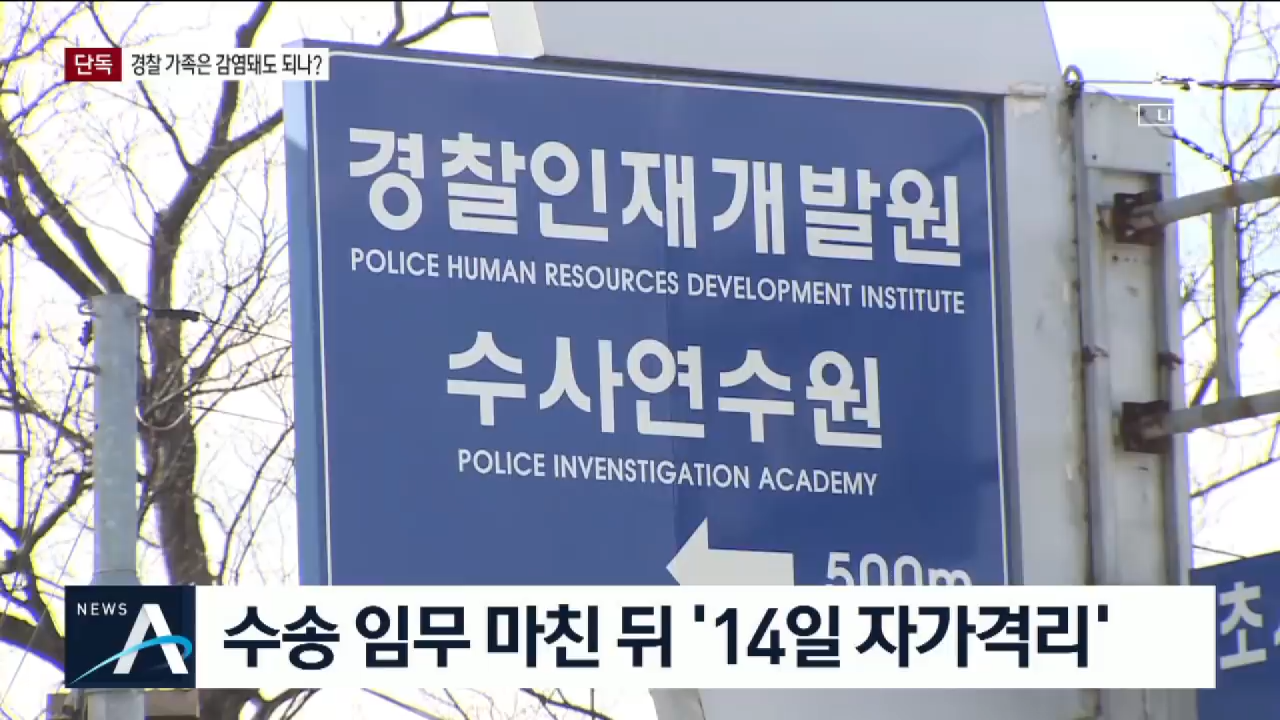 단독 경찰 가족은 감염돼도 되나?
LI
경찰인재개발원
POLICE HUMAN RESOURCES DEVELOPMENT INSTITUTE
수사연수원
POLICE INVENSTIGATION ACADEMY
500m
초
NEWS A
수송 임무 마친 뒤 '14일 자가격리'